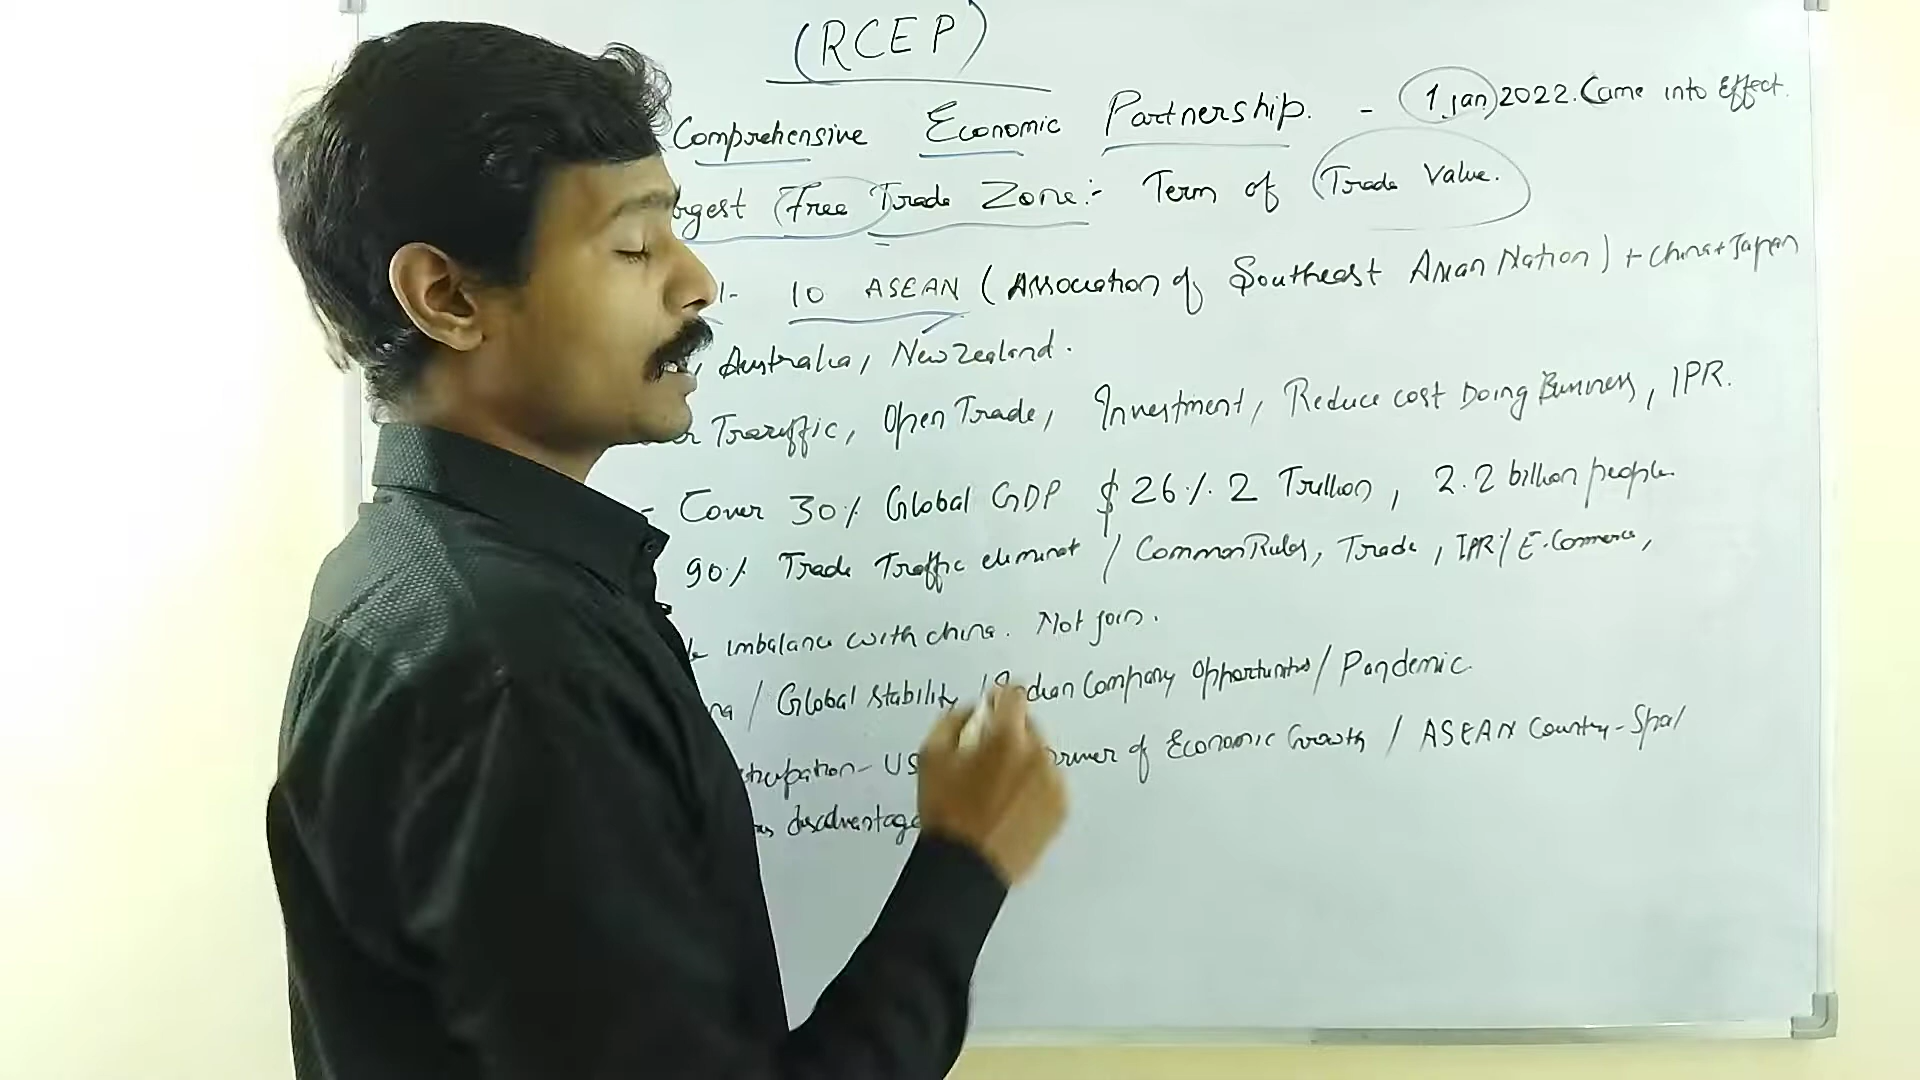 (RCEP)
Comprehensive Economic Partnership. - 1 Jan 2022. Came into Effect.
rgest Free Trade Zone:- Term of (Trade Value.
1- 10 ASEAN (Association of Southeast Asian Nation) + China + Japan
, Australia, New Zealand.
r Trariffic, Open Trade, Investment, Reduce cost Doing Business, IPR.
- Cover 30% Global GDP $ 26%. 2 Trillion, 2.2 billion people.
90% Trade Traffic eliminat / Common Rules, Trade, IPR / E-Commerce,
imbalance with china. Not join.
na / Global Stability / Indian Company Opportunities / Pandemic.
ticipation - US of Economic Growth / ASEAN Country -
disadvantage